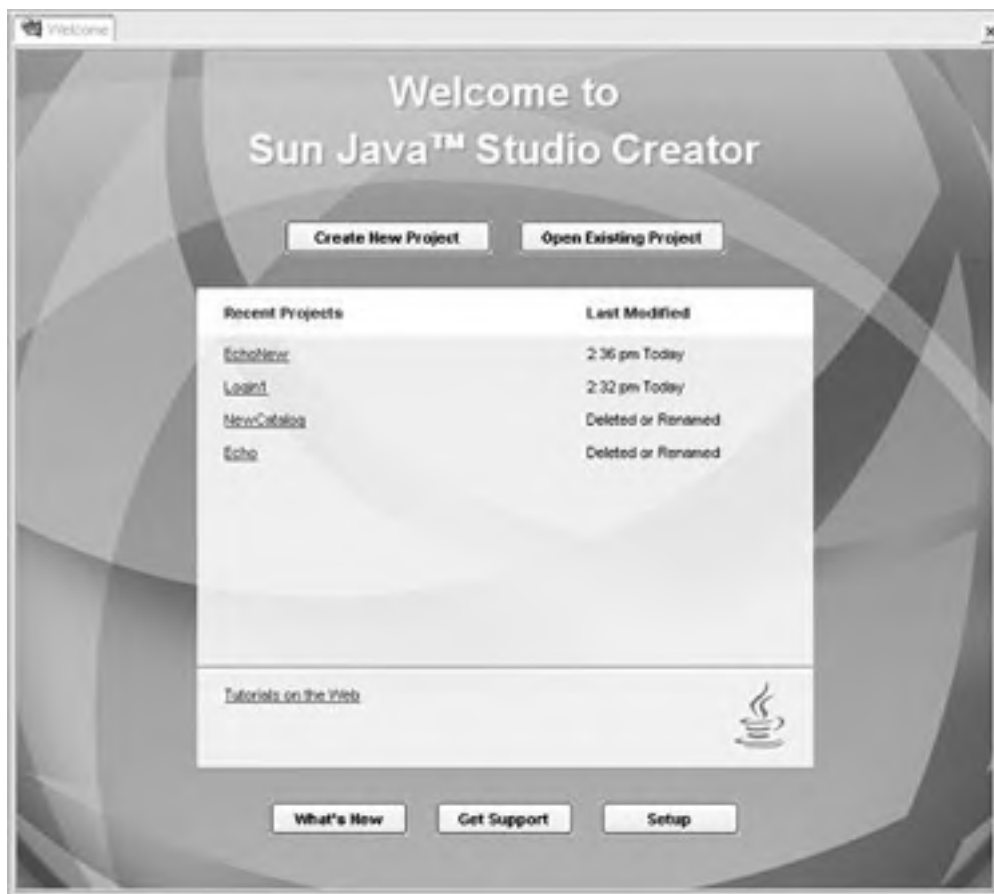 Welcome
Welcome to
Sun Java™ Studio Creator
Create New Project
Open Existing Project
Recent Projects
Last Modified
EchoNew
2:36 pm Today
Login1
2:32 pm Today
NewCatalog
Deleted or Renamed
Echo
Deleted or Renamed
Tutorials on the Web
What's New
Get Support
Setup